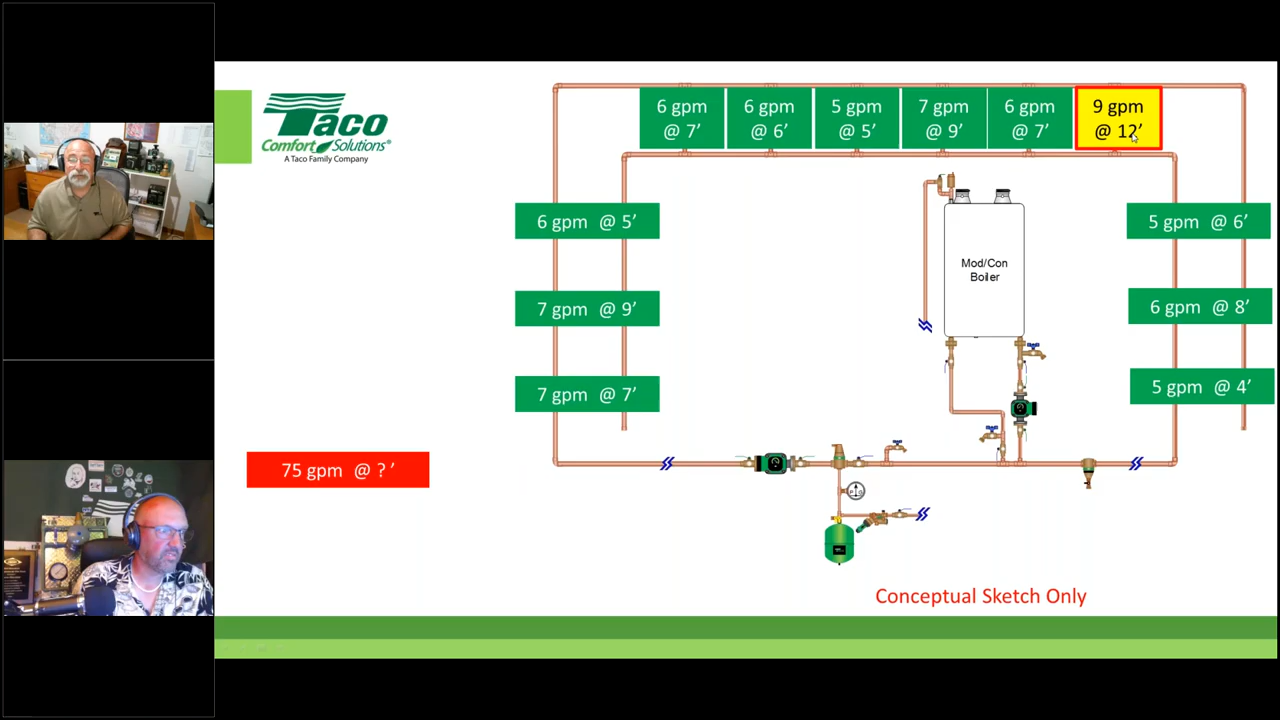 Taco
Comfort Solutions®
A Taco Family Company
6 gpm
@ 7’
6 gpm
@ 6’
5 gpm
@ 5’
7 gpm
@ 9’
6 gpm
@ 7’
9 gpm
@ 12’
6 gpm @ 5’
7 gpm @ 9’
7 gpm @ 7’
Mod/Con
Boiler
5 gpm @ 6’
6 gpm @ 8’
5 gpm @ 4’
75 gpm @ ? ’
Conceptual Sketch Only